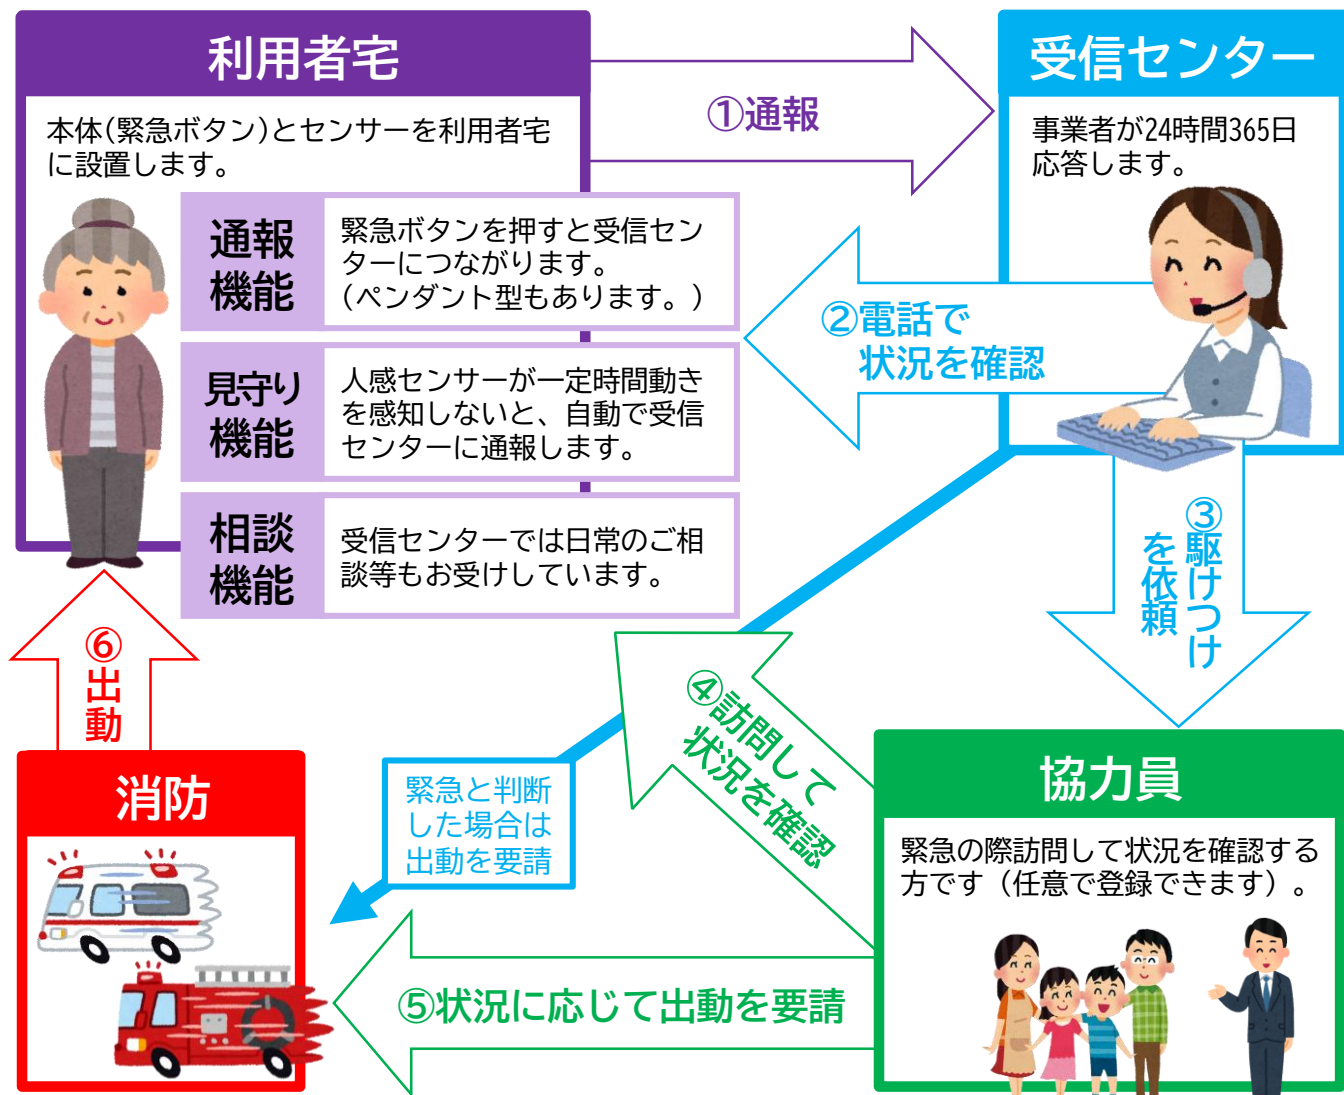 利用者宅
本体(緊急ボタン)とセンサーを利用者宅
に設置します。
通報
機能
緊急ボタンを押すと受信セン
ターにつながります。
(ペンダント型もあります。)
見守り
機能
人感センサーが一定時間動き
を感知しないと、自動で受信
センターに通報します。
相談
機能
受信センターでは日常のご相
談等もお受けしています。
①通報
受信センター
事業者が24時間365日
応答します。
②電話で
状況を確認
③駆けつけ
を依頼
④訪問して
状況を確認
協力員
緊急の際訪問して状況を確認する
方です（任意で登録できます）。
⑤状況に応じて出動を要請
緊急と判断
した場合は
出動を要請
⑥出動
消防